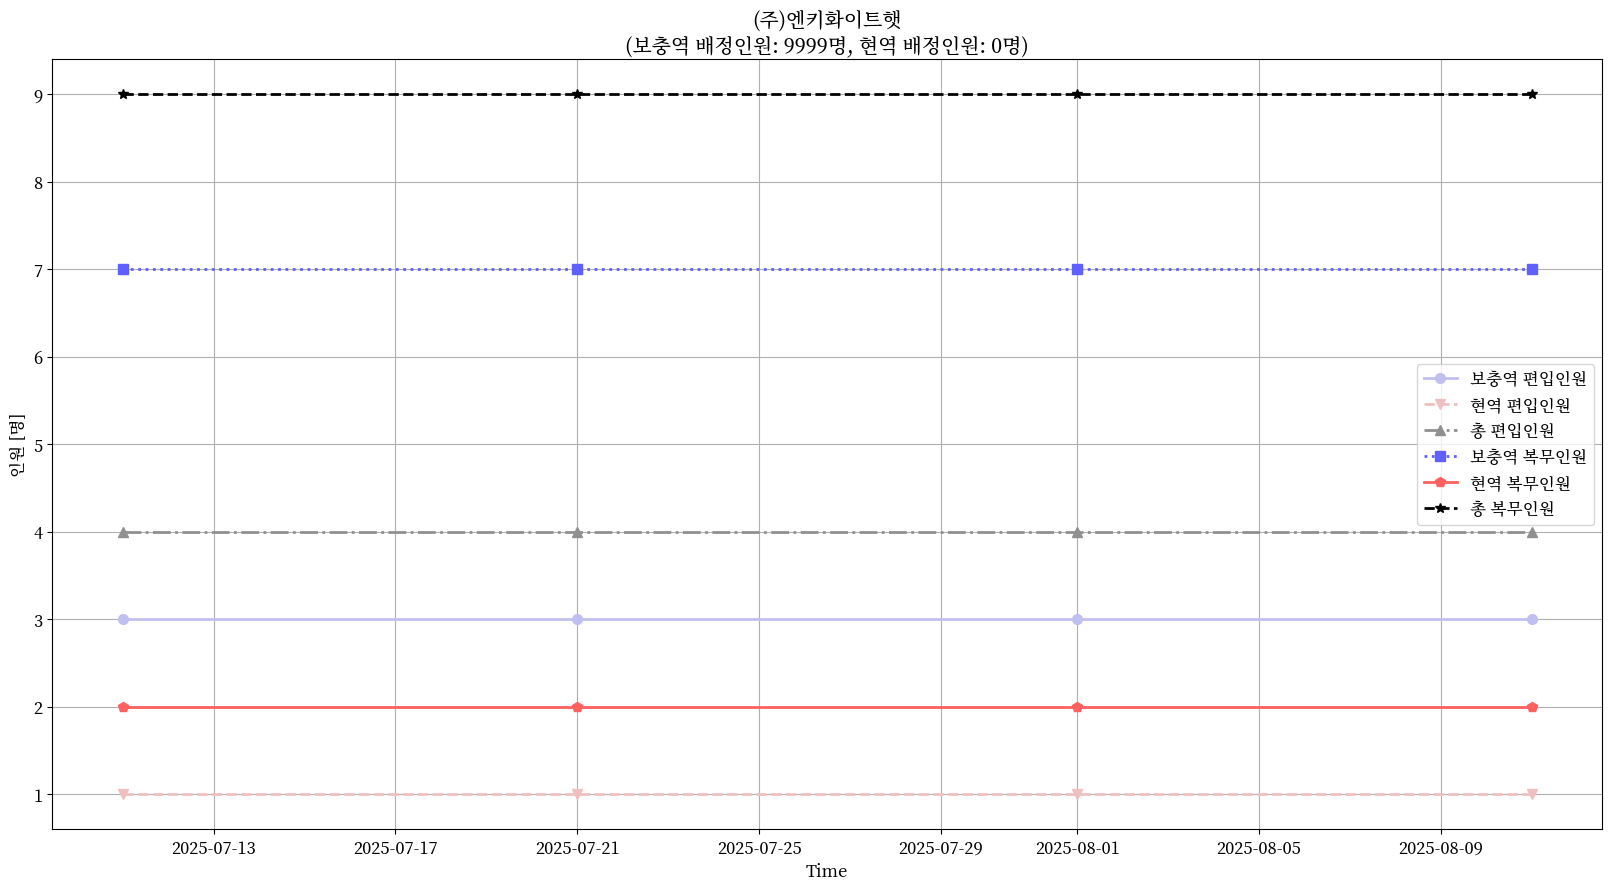 (주)엔키화이트햇
(보충역 배정인원: 9999명, 현역 배정인원: 0명)
인원 [명]
9
8
7
6
5
4
3
2
1
보충역 편입인원
현역 편입인원
총 편입인원
보충역 복무인원
현역 복무인원
총 복무인원
2025-07-13
2025-07-17
2025-07-21
2025-07-25
2025-07-29
2025-08-01
2025-08-05
2025-08-09
Time